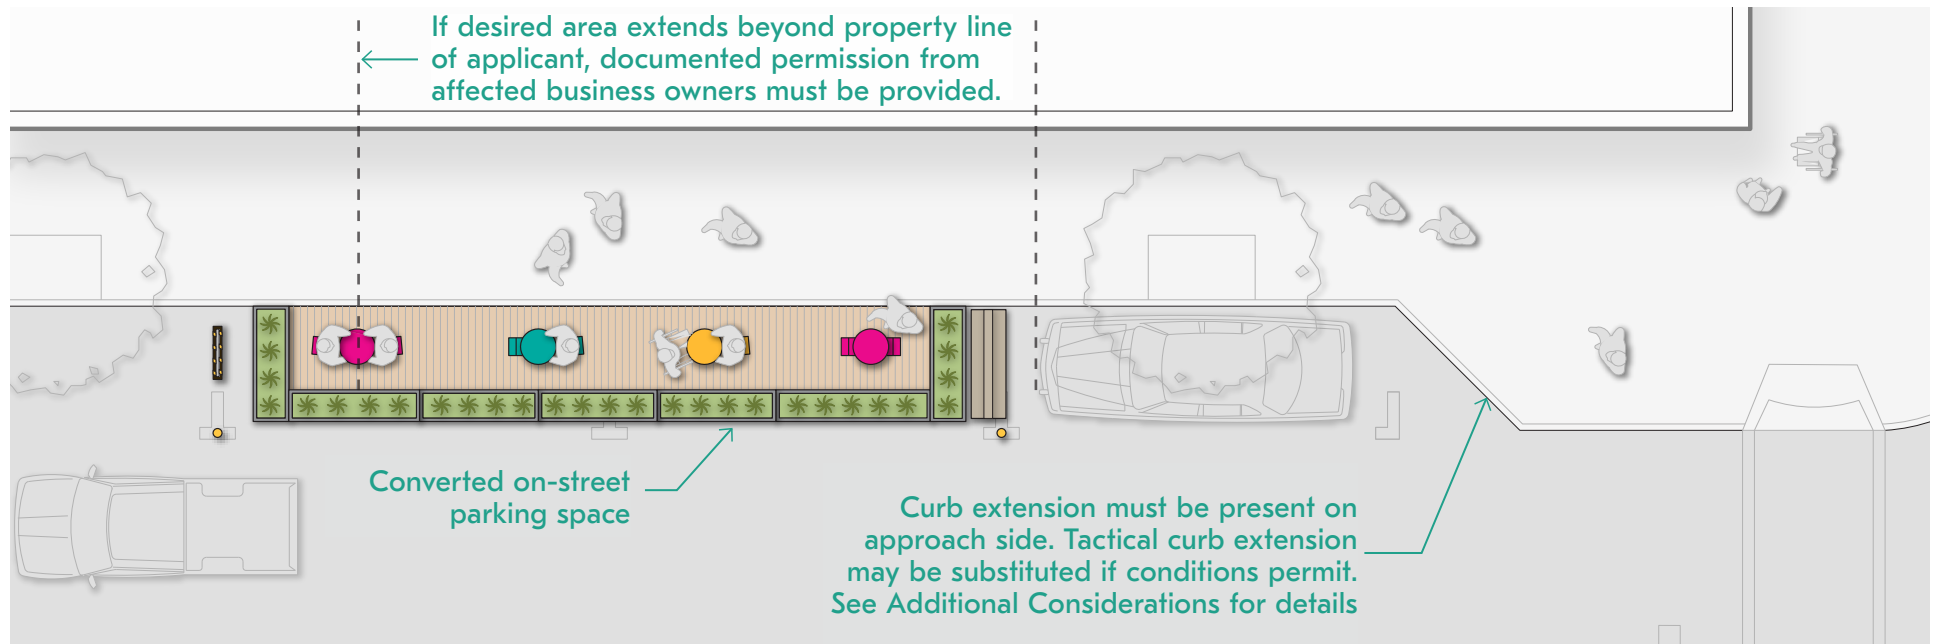 If desired area extends beyond property line
of applicant, documented permission from
affected business owners must be provided.
Converted on-street
parking space
Curb extension must be present on
approach side. Tactical curb extension
may be substituted if conditions permit.
See Additional Considerations for details